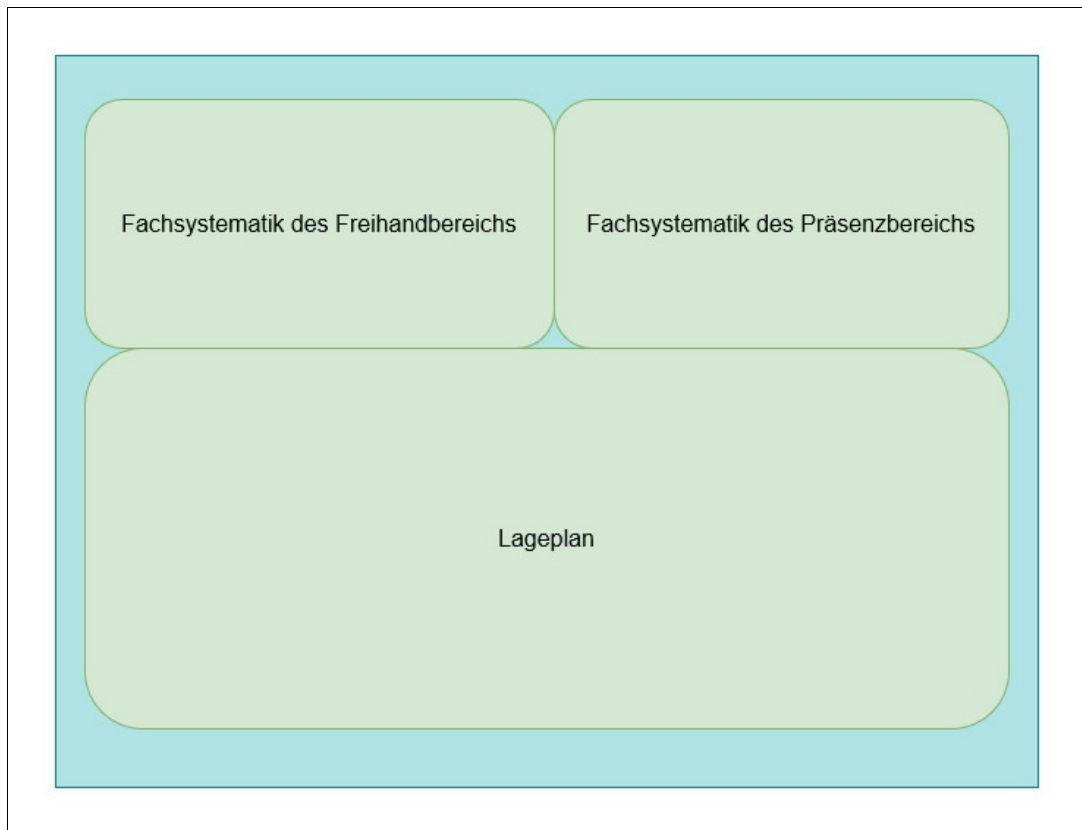 Fachsystematik des Freihandbereichs
Fachsystematik des Präsenzbereichs
Lageplan